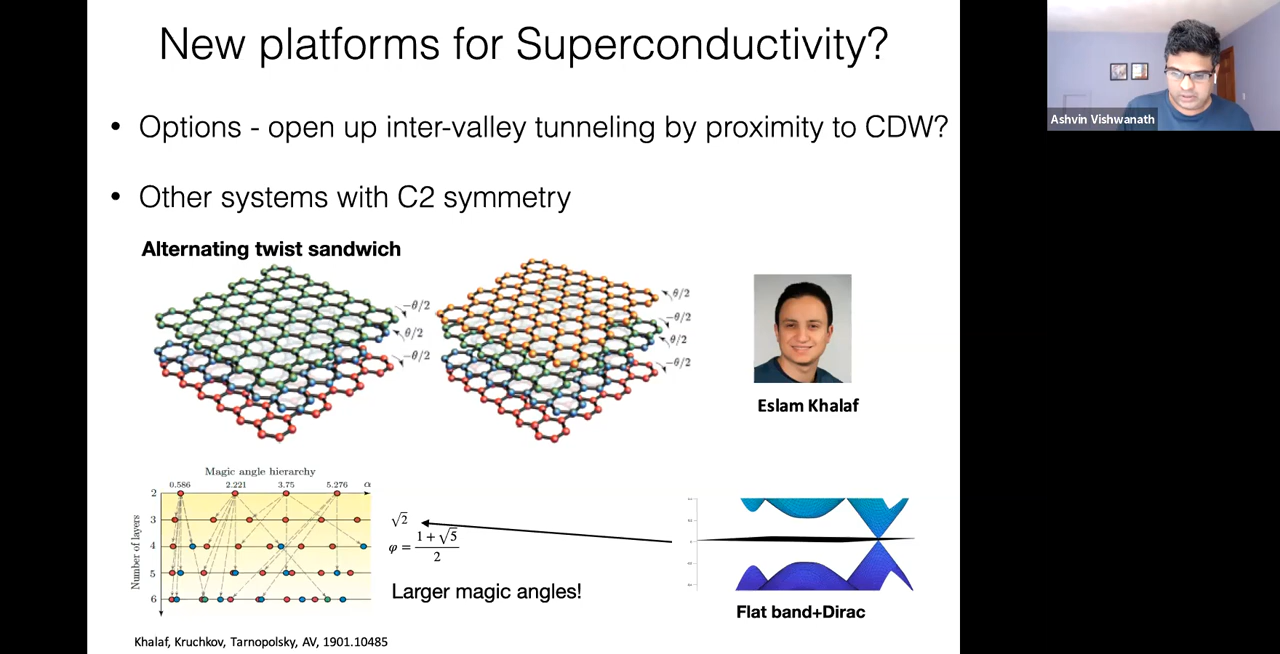 New platforms for Superconductivity?
Ashvin Vishwanath
• Options - open up inter-valley tunneling by proximity to CDW?
• Other systems with C2 symmetry
Alternating twist sandwich
−θ/2
θ/2
−θ/2
θ/2
−θ/2
θ/2
−θ/2
Eslam Khalaf
Magic angle hierarchy
0.586 2.221 3.75 5.276 α
Number of layers
2
3
4
5
6
√2
φ = (1 + √5)/2
Larger magic angles!
Flat band+Dirac
Khalaf, Kruchkov, Tarnopolsky, AV, 1901.10485